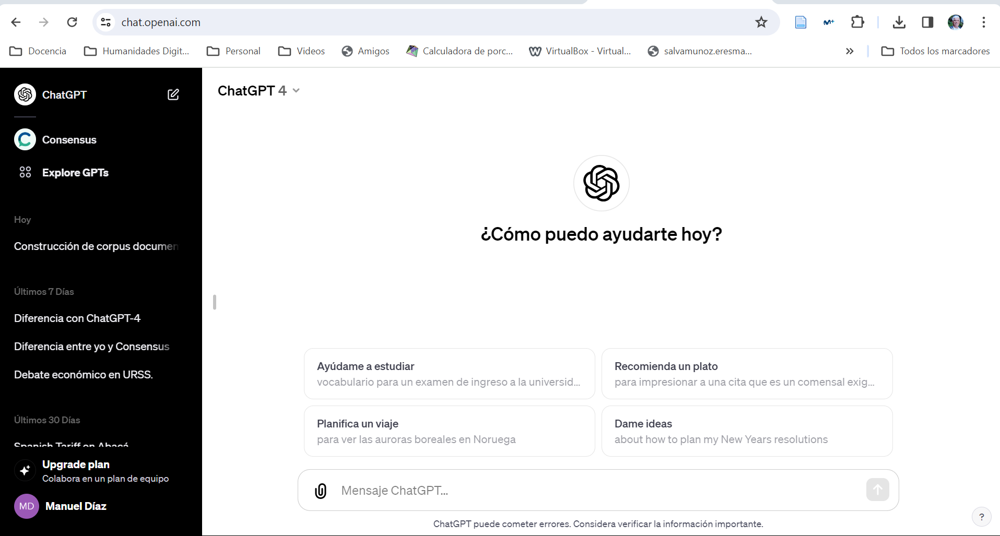 chat.openai.com
Docencia
Humanidades Digit...
Personal
Videos
Amigos
Calculadora de porc...
VirtualBox - Virtual...
salvamunoz.eresma...
Todos los marcadores
ChatGPT
Consensus
Explore GPTs
Hoy
Construcción de corpus documen
Últimos 7 Días
Diferencia con ChatGPT-4
Diferencia entre yo y Consensus
Debate económico en URSS.
Últimos 30 Días
Spanish Tariff on Abacá
Upgrade plan
Colabora en un plan de equipo
MD
Manuel Díaz
ChatGPT 4
¿Cómo puedo ayudarte hoy?
Ayúdame a estudiar
vocabulario para un examen de ingreso a la universid...
Recomienda un plato
para impresionar a una cita que es un comensal exig...
Planifica un viaje
para ver las auroras boreales en Noruega
Dame ideas
about how to plan my New Years resolutions
Mensaje ChatGPT...
ChatGPT puede cometer errores. Considera verificar la información importante.
?